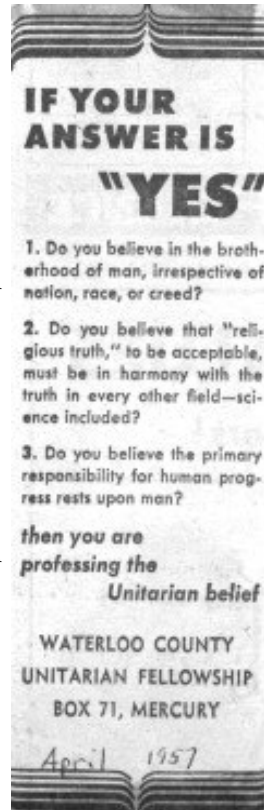 IF YOUR
ANSWER IS
"YES"
1. Do you believe in the broth-
erhood of man, irrespective of
nation, race, or creed?
2. Do you believe that "reli-
gious truth," to be acceptable,
must be in harmony with the
truth in every other field—sci-
ence included?
3. Do you believe the primary
responsibility for human prog-
ress rests upon man?
then you are
professing the
Unitarian belief
WATERLOO COUNTY
UNITARIAN FELLOWSHIP
BOX 71, MERCURY
April 1957